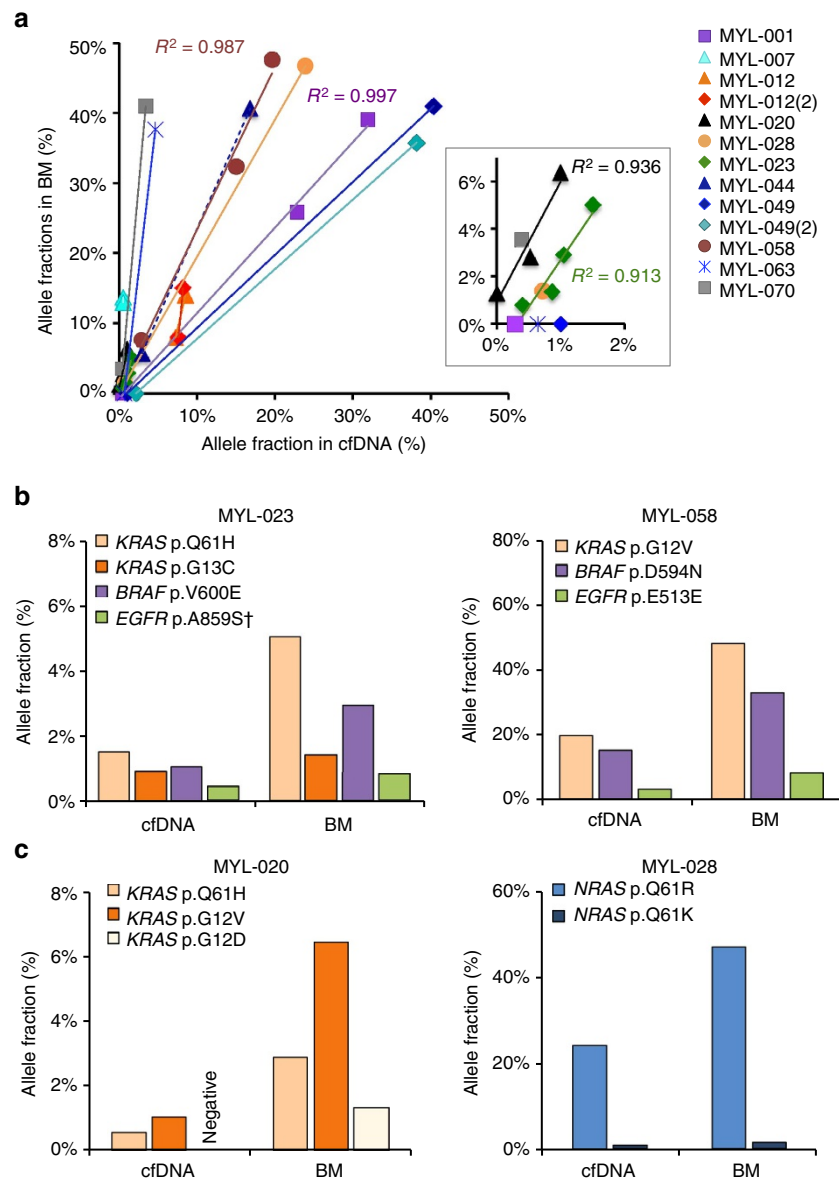 a
50%
40%
30%
20%
10%
0%
Allele fractions in BM (%)
R² = 0.987
R² = 0.997
0%
10%
20%
30%
40%
50%
Allele fraction in cfDNA (%)
6%
4%
2%
0%
R² = 0.936
R² = 0.913
0%
1%
2%
MYL-001
MYL-007
MYL-012
MYL-012(2)
MYL-020
MYL-028
MYL-023
MYL-044
MYL-049
MYL-049(2)
MYL-058
MYL-063
MYL-070
b
MYL-023
8%
6%
4%
2%
0%
Allele fraction (%)
KRAS p.Q61H
KRAS p.G13C
BRAF p.V600E
EGFR p.A859S†
cfDNA
BM
MYL-058
80%
60%
40%
20%
0%
Allele fraction (%)
KRAS p.G12V
BRAF p.D594N
EGFR p.E513E
cfDNA
BM
c
MYL-020
8%
6%
4%
2%
0%
Allele fraction (%)
KRAS p.Q61H
KRAS p.G12V
KRAS p.G12D
Negative
cfDNA
BM
MYL-028
60%
40%
20%
0%
Allele fraction (%)
NRAS p.Q61R
NRAS p.Q61K
cfDNA
BM